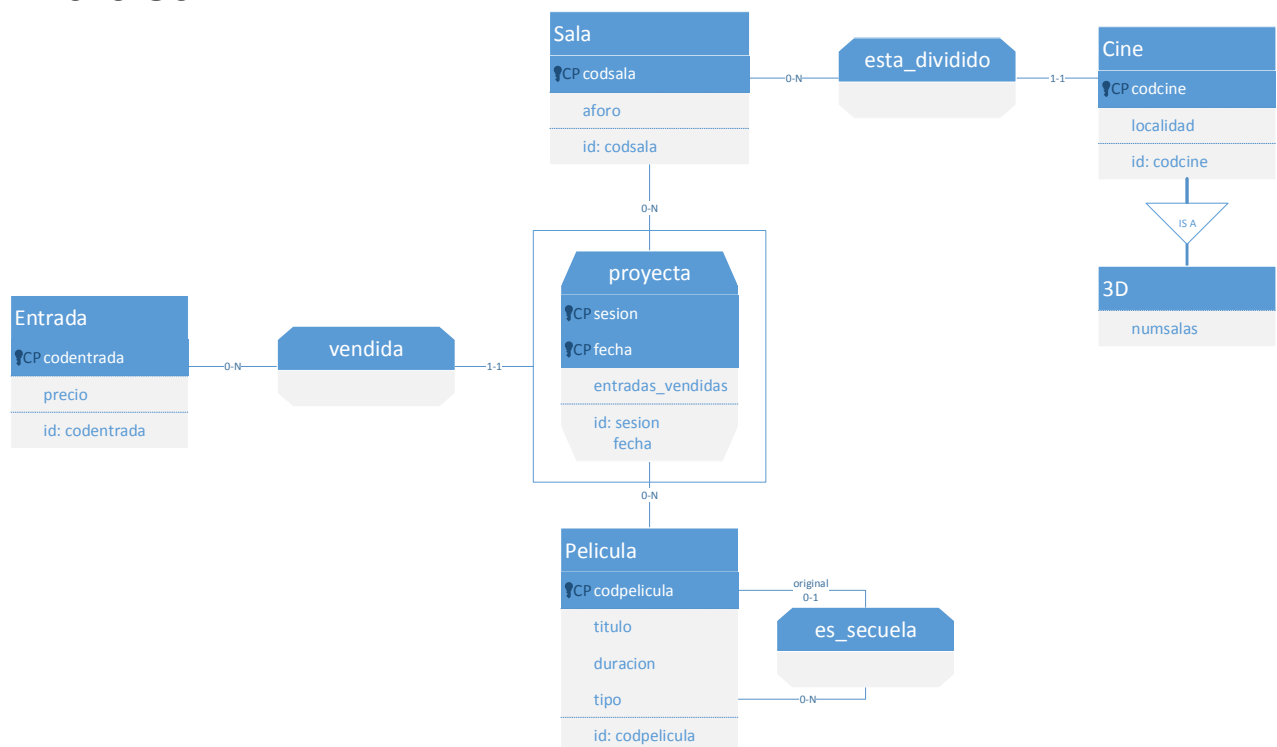 Sala
CP codsala
aforo
id: codsala
0-N
esta_dividido
1-1
Cine
CP codcine
localidad
id: codcine
IS A
3D
numsalas
0-N
proyecta
CP sesion
CP fecha
entradas_vendidas
id: sesion
fecha
Entrada
CP codentrada
precio
id: codentrada
0-N
vendida
1-1
0-N
Pelicula
CP codpelicula
titulo
duracion
tipo
id: codpelicula
original
0-1
es_secuela
0-N